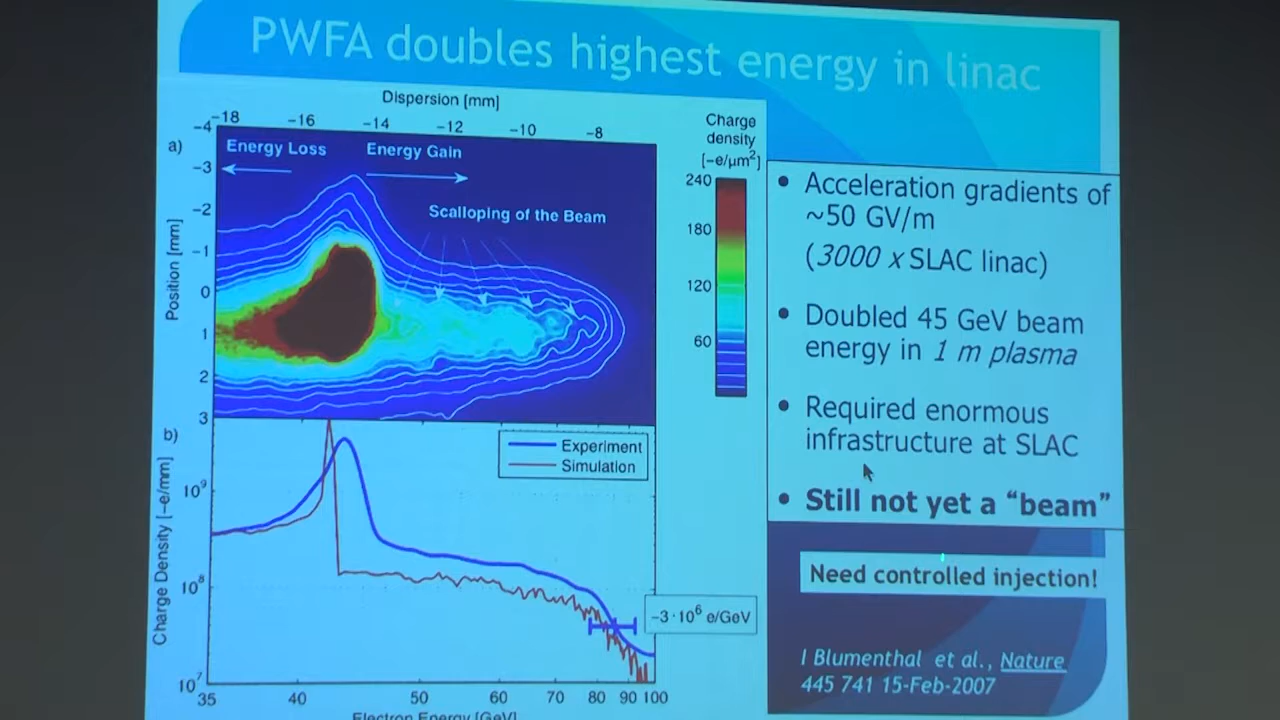 PWFA doubles highest energy in linac
Dispersion [mm]
−18 −16 −14 −12 −10 −8
a)
Energy Loss
Energy Gain
Scalloping of the Beam
Position [mm]
−4
−3
−2
−1
0
1
2
3
Charge
density
[−e/µm²]
240
180
120
60
b)
Experiment
Simulation
Charge Density [−e/mm]
10⁹
10⁸
10⁷
−3·10⁶ e/GeV
35 40 50 60 70 80 90 100
Electron Energy [GeV]
• Acceleration gradients of
~50 GV/m
(3000 x SLAC linac)
• Doubled 45 GeV beam
energy in 1 m plasma
• Required enormous
infrastructure at SLAC
• Still not yet a “beam”
Need controlled injection!
I Blumenthal et al., Nature
445 741 15-Feb-2007